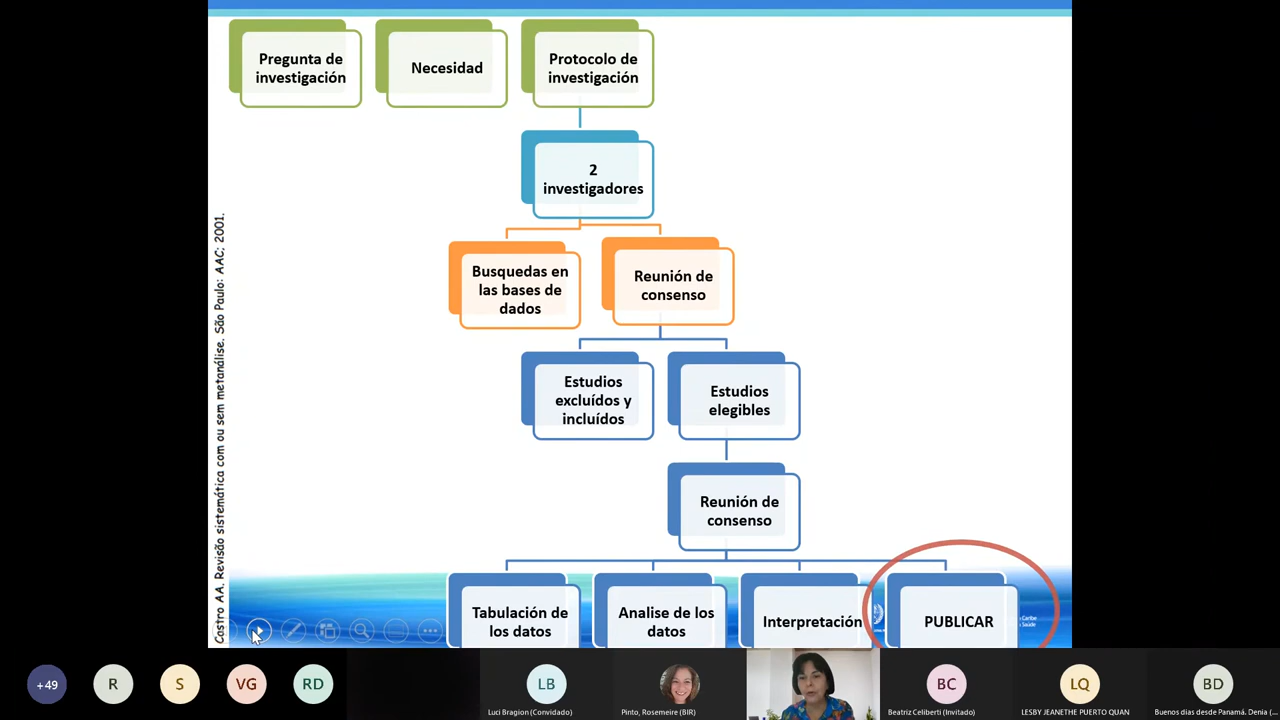 Pregunta de
investigación
Necesidad
Protocolo de
investigación
2
investigadores
Busquedas en
las bases de
dados
Reunión de
consenso
Estudios
excluídos y
incluídos
Estudios
elegibles
Reunión de
consenso
Tabulación de
los datos
Analise de los
datos
Interpretación
PUBLICAR
Castro AA. Revisão sistemática com ou sem metanálise. São Paulo: AAC; 2001.
Caribe
Saúde
+49
R
S
VG
RD
LB
Luci Bragion (Convidado)
Pinto, Rosemeire (BIR)
BC
Beatriz Celiberti (Invitado)
LQ
LESBY JEANETHE PUERTO QUAN
BD
Buenos dias desde Panamá. Denia (...